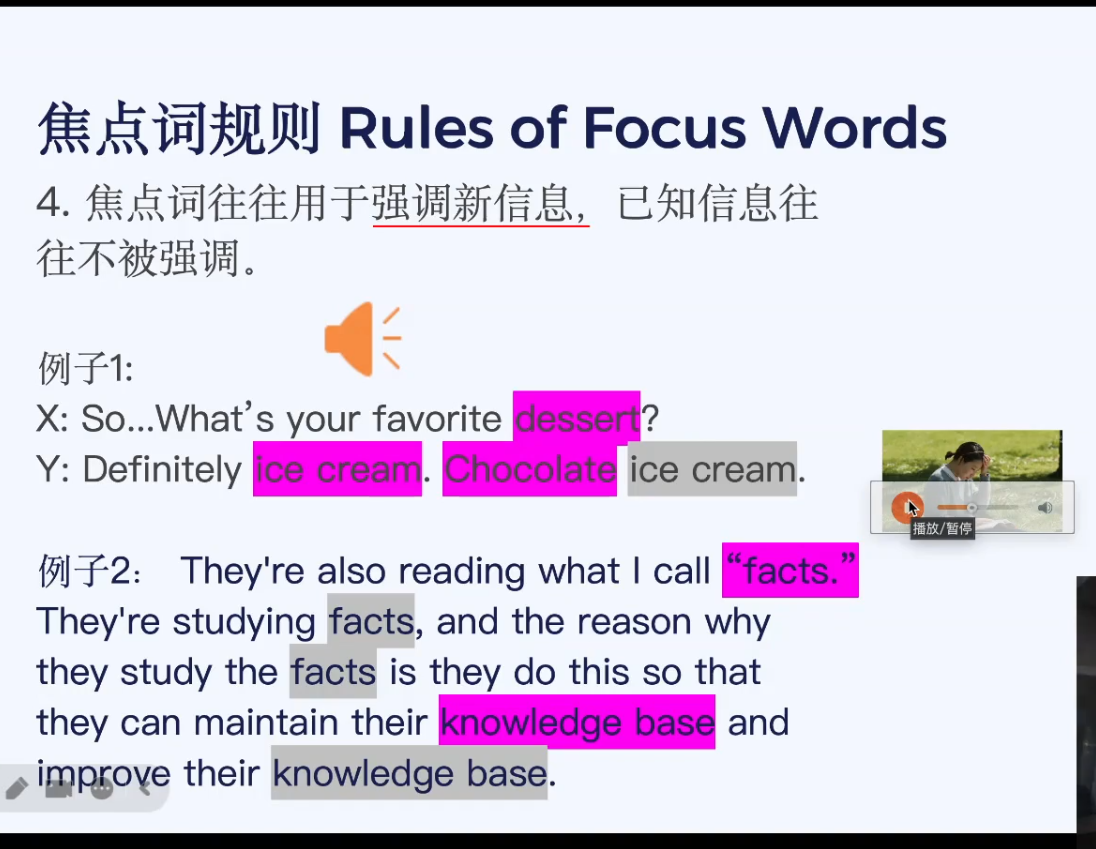 焦点词规则 Rules of Focus Words
4. 焦点词往往用于强调新信息，已知信息往
往不被强调。
例子1:
X: So...What’s your favorite dessert?
Y: Definitely ice cream. Chocolate ice cream.
播放/暂停
例子2： They're also reading what I call “facts.”
They're studying facts, and the reason why
they study the facts is they do this so that
they can maintain their knowledge base and
improve their knowledge base.